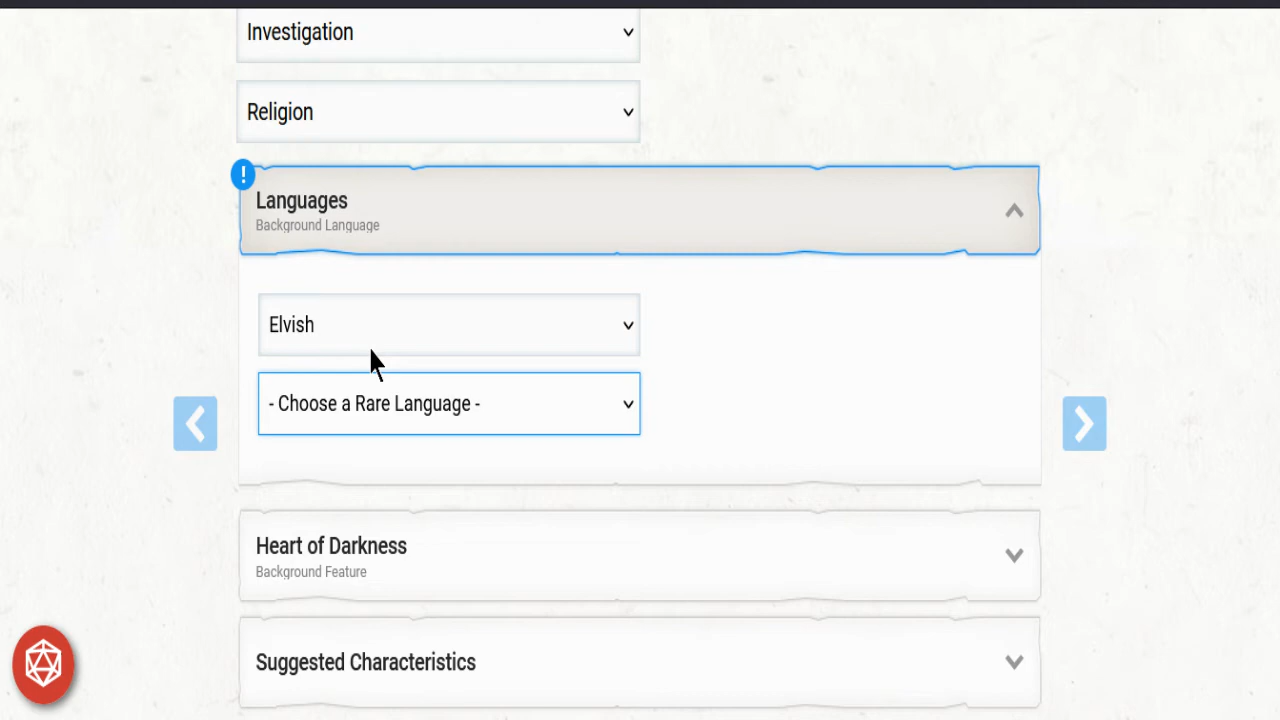 Investigation
Religion
!
Languages
Background Language
Elvish
- Choose a Rare Language -
Heart of Darkness
Background Feature
Suggested Characteristics